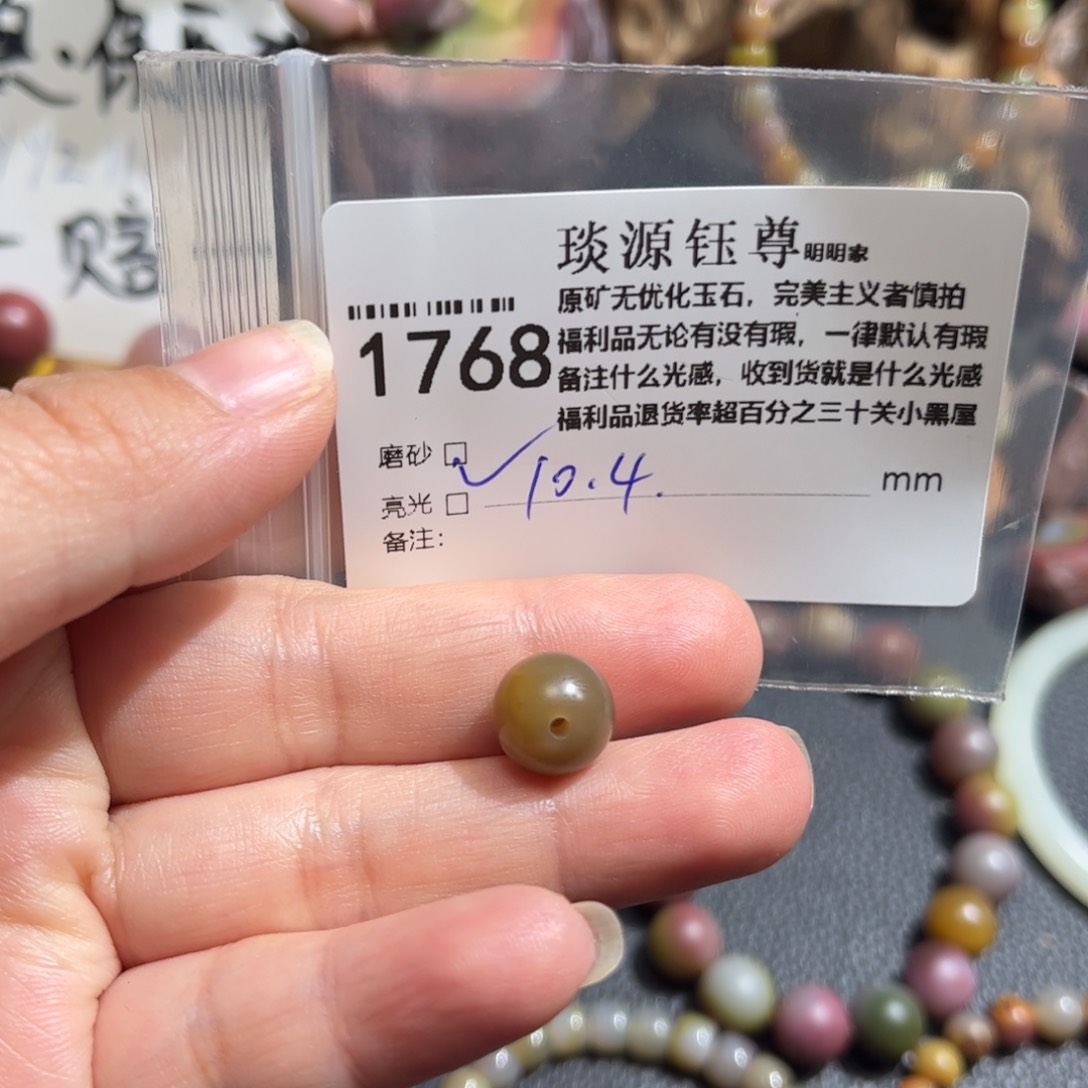 琰源钰尊明明家
原矿无优化玉石，完美主义者慎拍
1768
福利品无论有没有瑕，一律默认有瑕
备注什么光感，收到货就是什么光感
福利品退货率超百分之三十关小黑屋
磨砂 □ ✓
亮光 □ 10.4. mm
备注：